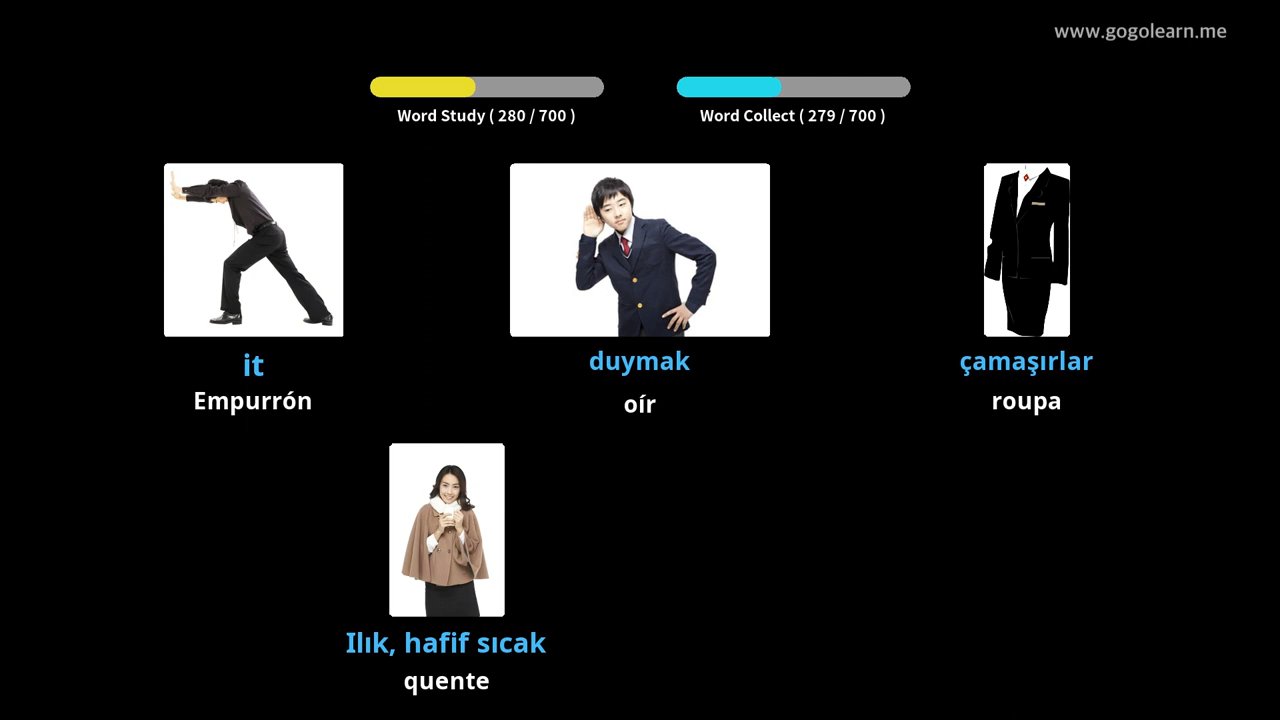 www.gogolearn.me
Word Study ( 280 / 700 )
Word Collect ( 279 / 700 )
it
Empurrón
duymak
oír
çamaşırlar
roupa
Ilık, hafif sıcak
quente